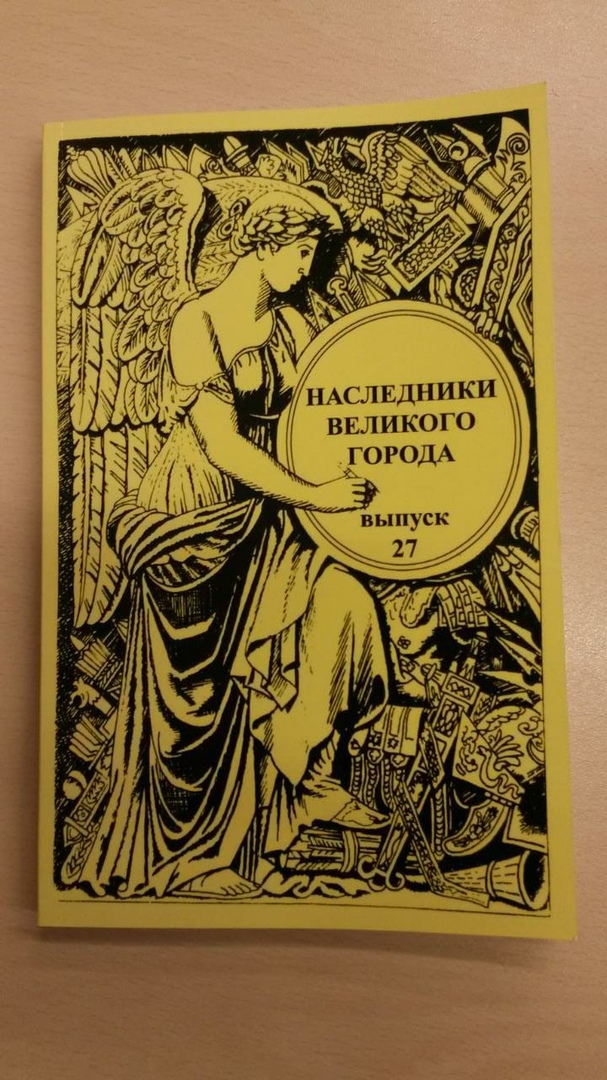 НАСЛЕДНИКИ
ВЕЛИКОГО
ГОРОДА
выпуск
27